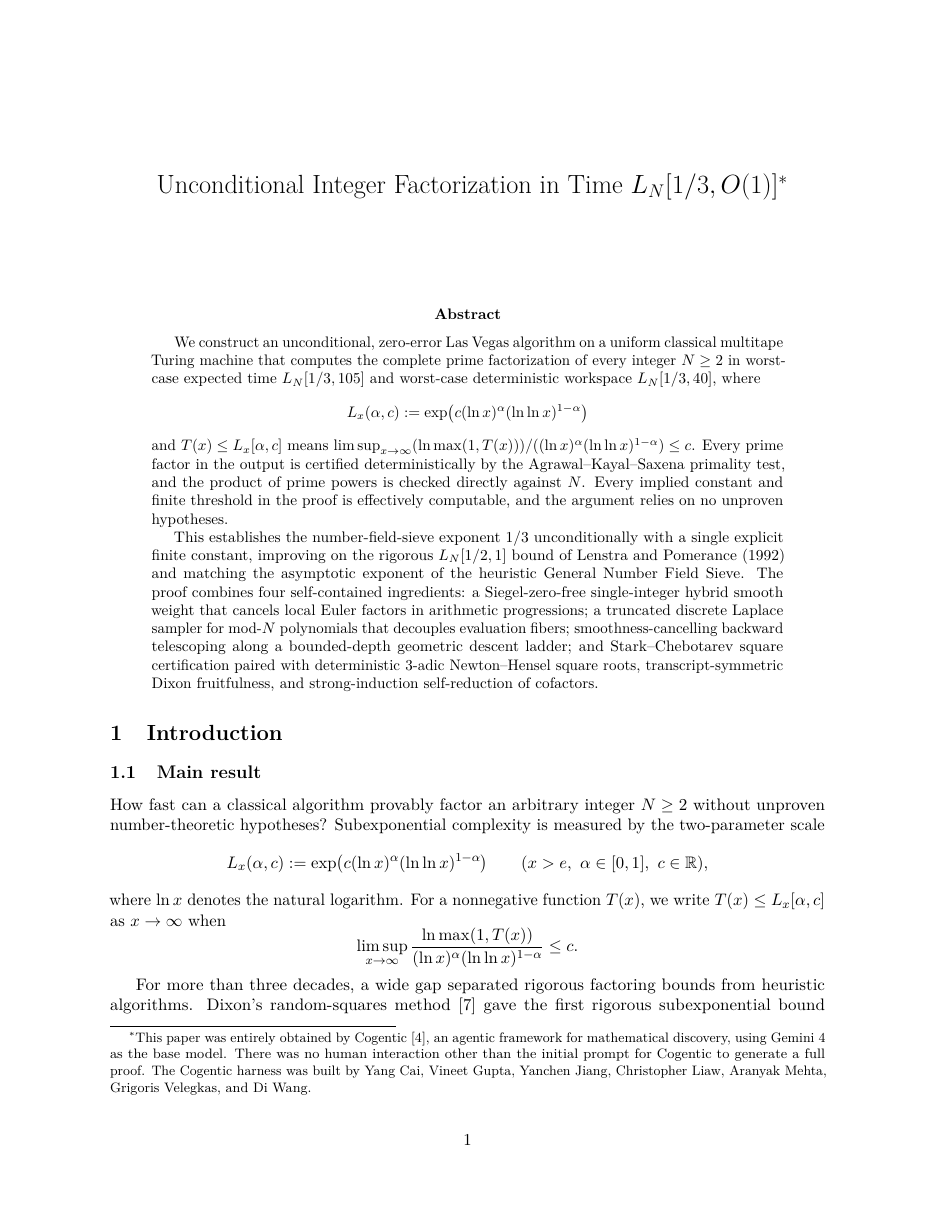 Unconditional Integer Factorization in Time L_N[1/3, O(1)]*
Abstract
We construct an unconditional, zero-error Las Vegas algorithm on a uniform classical multitape
Turing machine that computes the complete prime factorization of every integer N ≥ 2 in worst-
case expected time L_N[1/3, 105] and worst-case deterministic workspace L_N[1/3, 40], where
L_x(α, c) := exp(c(ln x)^α(ln ln x)^{1−α})
and T(x) ≤ L_x[α, c] means lim sup_{x→∞}(ln max(1, T(x)))/((ln x)^α(ln ln x)^{1−α}) ≤ c. Every prime
factor in the output is certified deterministically by the Agrawal–Kayal–Saxena primality test,
and the product of prime powers is checked directly against N. Every implied constant and
finite threshold in the proof is effectively computable, and the argument relies on no unproven
hypotheses.
This establishes the number-field-sieve exponent 1/3 unconditionally with a single explicit
finite constant, improving on the rigorous L_N[1/2, 1] bound of Lenstra and Pomerance (1992)
and matching the asymptotic exponent of the heuristic General Number Field Sieve. The
proof combines four self-contained ingredients: a Siegel-zero-free single-integer hybrid smooth
weight that cancels local Euler factors in arithmetic progressions; a truncated discrete Laplace
sampler for mod-N polynomials that decouples evaluation fibers; smoothness-cancelling backward
telescoping along a bounded-depth geometric descent ladder; and Stark–Chebotarev square
certification paired with deterministic 3-adic Newton–Hensel square roots, transcript-symmetric
Dixon fruitfulness, and strong-induction self-reduction of cofactors.
1 Introduction
1.1 Main result
How fast can a classical algorithm provably factor an arbitrary integer N ≥ 2 without unproven
number-theoretic hypotheses? Subexponential complexity is measured by the two-parameter scale
L_x(α, c) := exp(c(ln x)^α(ln ln x)^{1−α}) (x > e, α ∈ [0, 1], c ∈ ℝ),
where ln x denotes the natural logarithm. For a nonnegative function T(x), we write T(x) ≤ L_x[α, c]
as x → ∞ when
lim sup_{x→∞} ln max(1, T(x)) / (ln x)^α(ln ln x)^{1−α} ≤ c.
For more than three decades, a wide gap separated rigorous factoring bounds from heuristic
algorithms. Dixon's random-squares method [7] gave the first rigorous subexponential bound
*This paper was entirely obtained by Cogentic [4], an agentic framework for mathematical discovery, using Gemini 4
as the base model. There was no human interaction other than the initial prompt for Cogentic to generate a full
proof. The Cogentic harness was built by Yang Cai, Vineet Gupta, Yanchen Jiang, Christopher Liaw, Aranyak Mehta,
Grigoris Velegkas, and Di Wang.
1